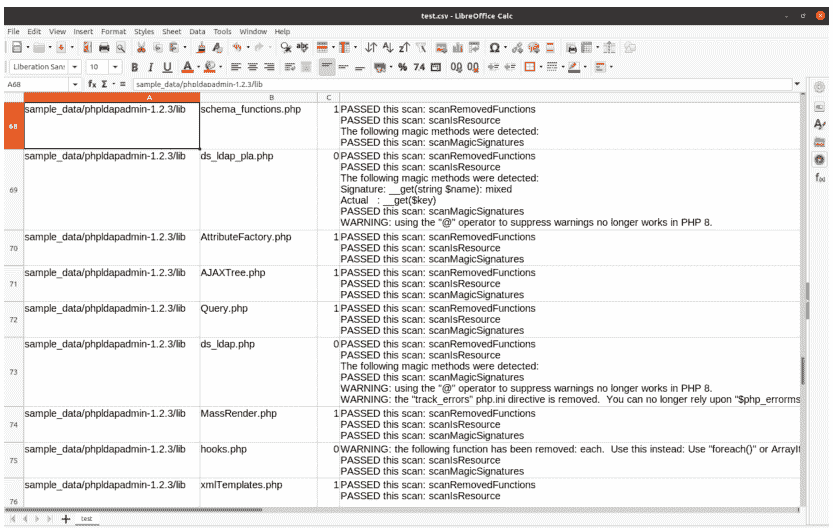 test.csv - LibreOffice Calc
File Edit View Insert Format Styles Sheet Data Tools Window Help
Liberation Sans 10 B I U A % 7.4
A68 fx Σ = sample_data/phpldapadmin-1.2.3/lib
A B C
68 sample_data/phpldapadmin-1.2.3/lib schema_functions.php 1 PASSED this scan: scanRemovedFunctions
PASSED this scan: scanIsResource
The following magic methods were detected:
PASSED this scan: scanMagicSignatures
69 sample_data/phpldapadmin-1.2.3/lib ds_ldap_pla.php 0 PASSED this scan: scanRemovedFunctions
PASSED this scan: scanIsResource
The following magic methods were detected:
Signature: __get(string $name): mixed
Actual : __get($key)
PASSED this scan: scanMagicSignatures
WARNING: using the "@" operator to suppress warnings no longer works in PHP 8.
70 sample_data/phpldapadmin-1.2.3/lib AttributeFactory.php 1 PASSED this scan: scanRemovedFunctions
PASSED this scan: scanIsResource
PASSED this scan: scanMagicSignatures
71 sample_data/phpldapadmin-1.2.3/lib AJAXTree.php 1 PASSED this scan: scanRemovedFunctions
PASSED this scan: scanIsResource
PASSED this scan: scanMagicSignatures
72 sample_data/phpldapadmin-1.2.3/lib Query.php 1 PASSED this scan: scanRemovedFunctions
PASSED this scan: scanIsResource
PASSED this scan: scanMagicSignatures
73 sample_data/phpldapadmin-1.2.3/lib ds_ldap.php 0 PASSED this scan: scanRemovedFunctions
PASSED this scan: scanIsResource
The following magic methods were detected:
PASSED this scan: scanMagicSignatures
WARNING: using the "@" operator to suppress warnings no longer works in PHP 8.
WARNING: the "track_errors" php.ini directive is removed. You can no longer rely upon "$php_errorms
74 sample_data/phpldapadmin-1.2.3/lib MassRender.php 1 PASSED this scan: scanRemovedFunctions
PASSED this scan: scanIsResource
PASSED this scan: scanMagicSignatures
75 sample_data/phpldapadmin-1.2.3/lib hooks.php 0 WARNING: the following function has been removed: each. Use this instead: Use "foreach()" or ArrayIt
PASSED this scan: scanIsResource
PASSED this scan: scanMagicSignatures
76 sample_data/phpldapadmin-1.2.3/lib xmlTemplates.php 1 PASSED this scan: scanRemovedFunctions
PASSED this scan: scanIsResource
test